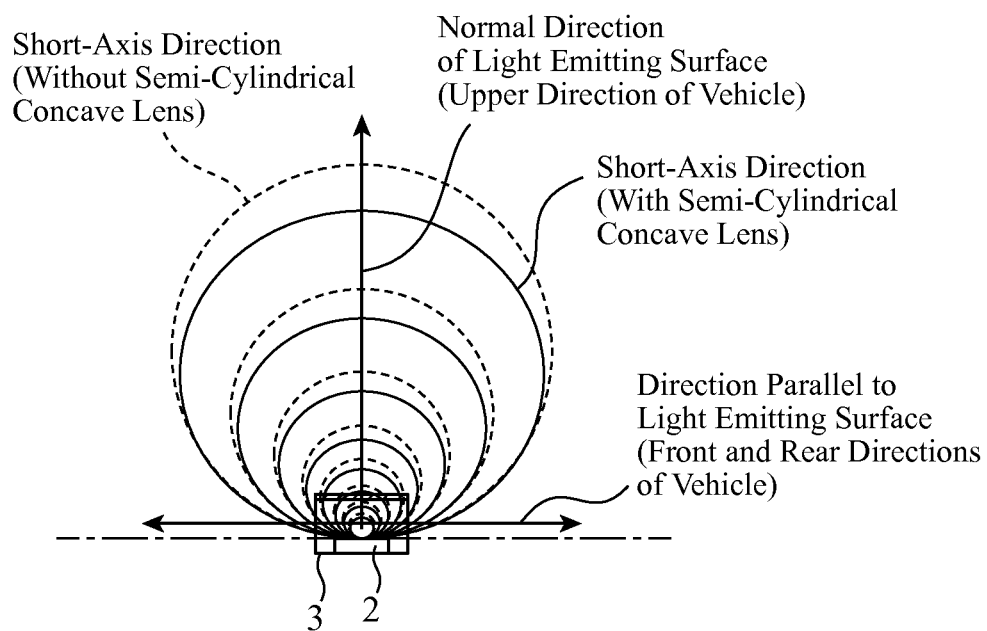 Short-Axis Direction
(Without Semi-Cylindrical
Concave Lens)
Normal Direction
of Light Emitting Surface
(Upper Direction of Vehicle)
Short-Axis Direction
(With Semi-Cylindrical
Concave Lens)
Direction Parallel to
Light Emitting Surface
(Front and Rear Directions
of Vehicle)
3
2